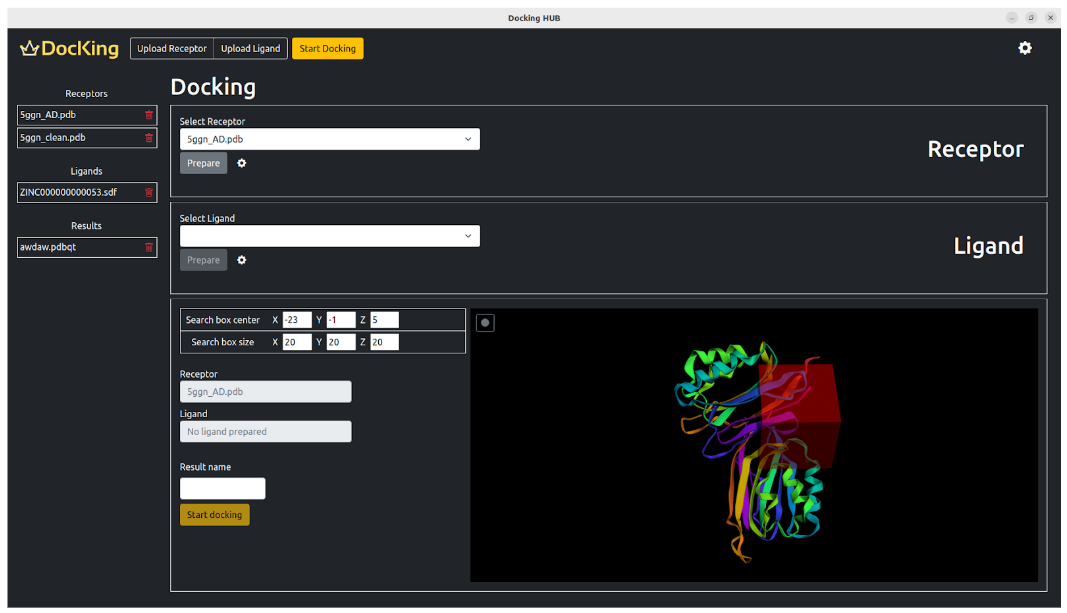 Docking HUB
DocKing
Upload Receptor Upload Ligand Start Docking
Receptors
5ggn_AD.pdb
5ggn_clean.pdb
Ligands
ZINC000000000053.sdf
Results
awdaw.pdbqt
Docking
Select Receptor
5ggn_AD.pdb
Prepare
Receptor
Select Ligand
Prepare
Ligand
Search box center X -23 Y -1 Z 5
Search box size X 20 Y 20 Z 20
Receptor
5ggn_AD.pdb
Ligand
No ligand prepared
Result name
Start docking